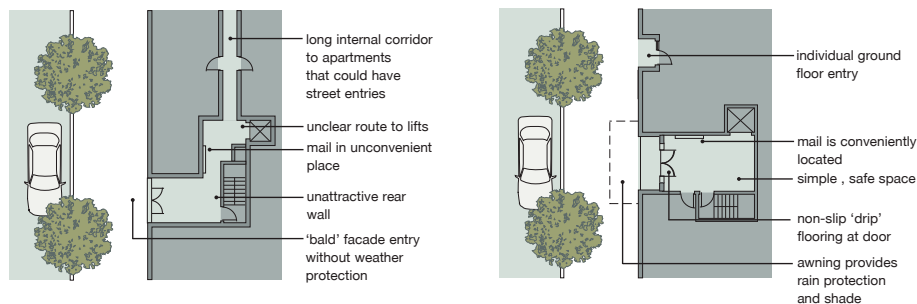 long internal corridor
to apartments
that could have
street entries
unclear route to lifts
mail in unconvenient
place
unattractive rear
wall
‘bald’ facade entry
without weather
protection
individual ground
floor entry
mail is conveniently
located
simple , safe space
non-slip ‘drip’
flooring at door
awning provides
rain protection
and shade